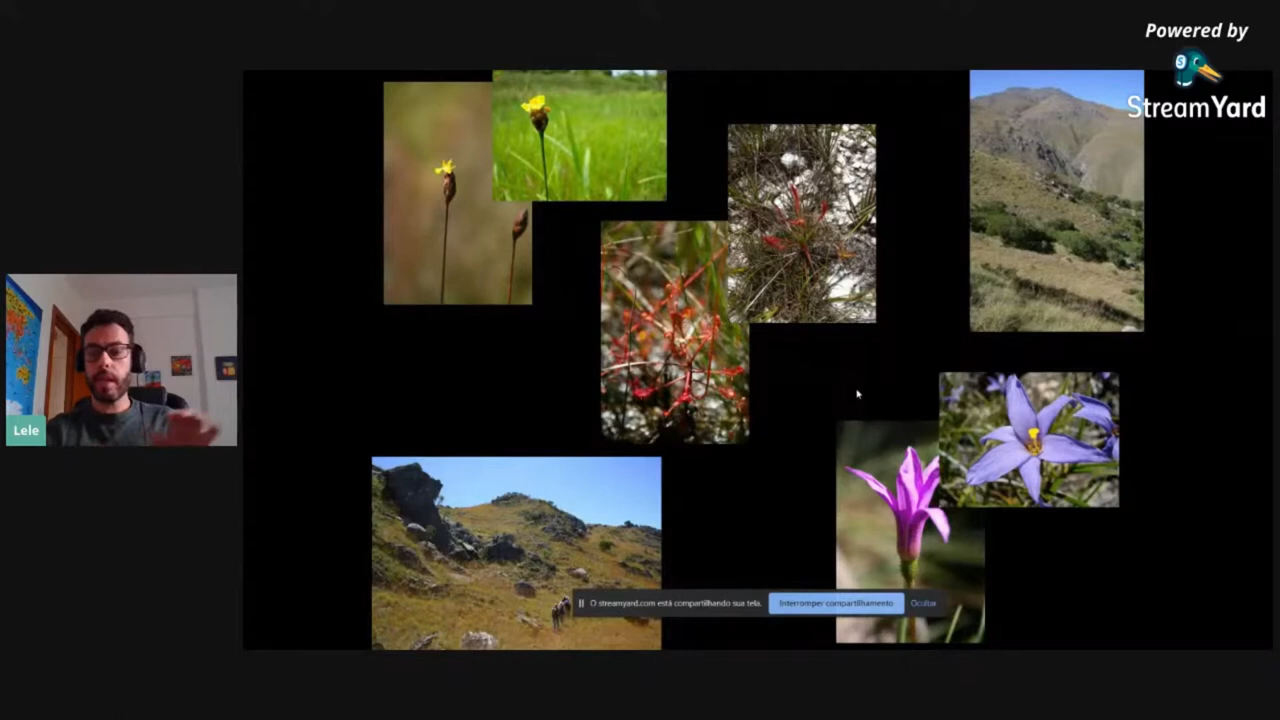 Powered by
StreamYard
Lele
O streamyard.com está compartilhando sua tela.
Interromper compartilhamento
Ocultar